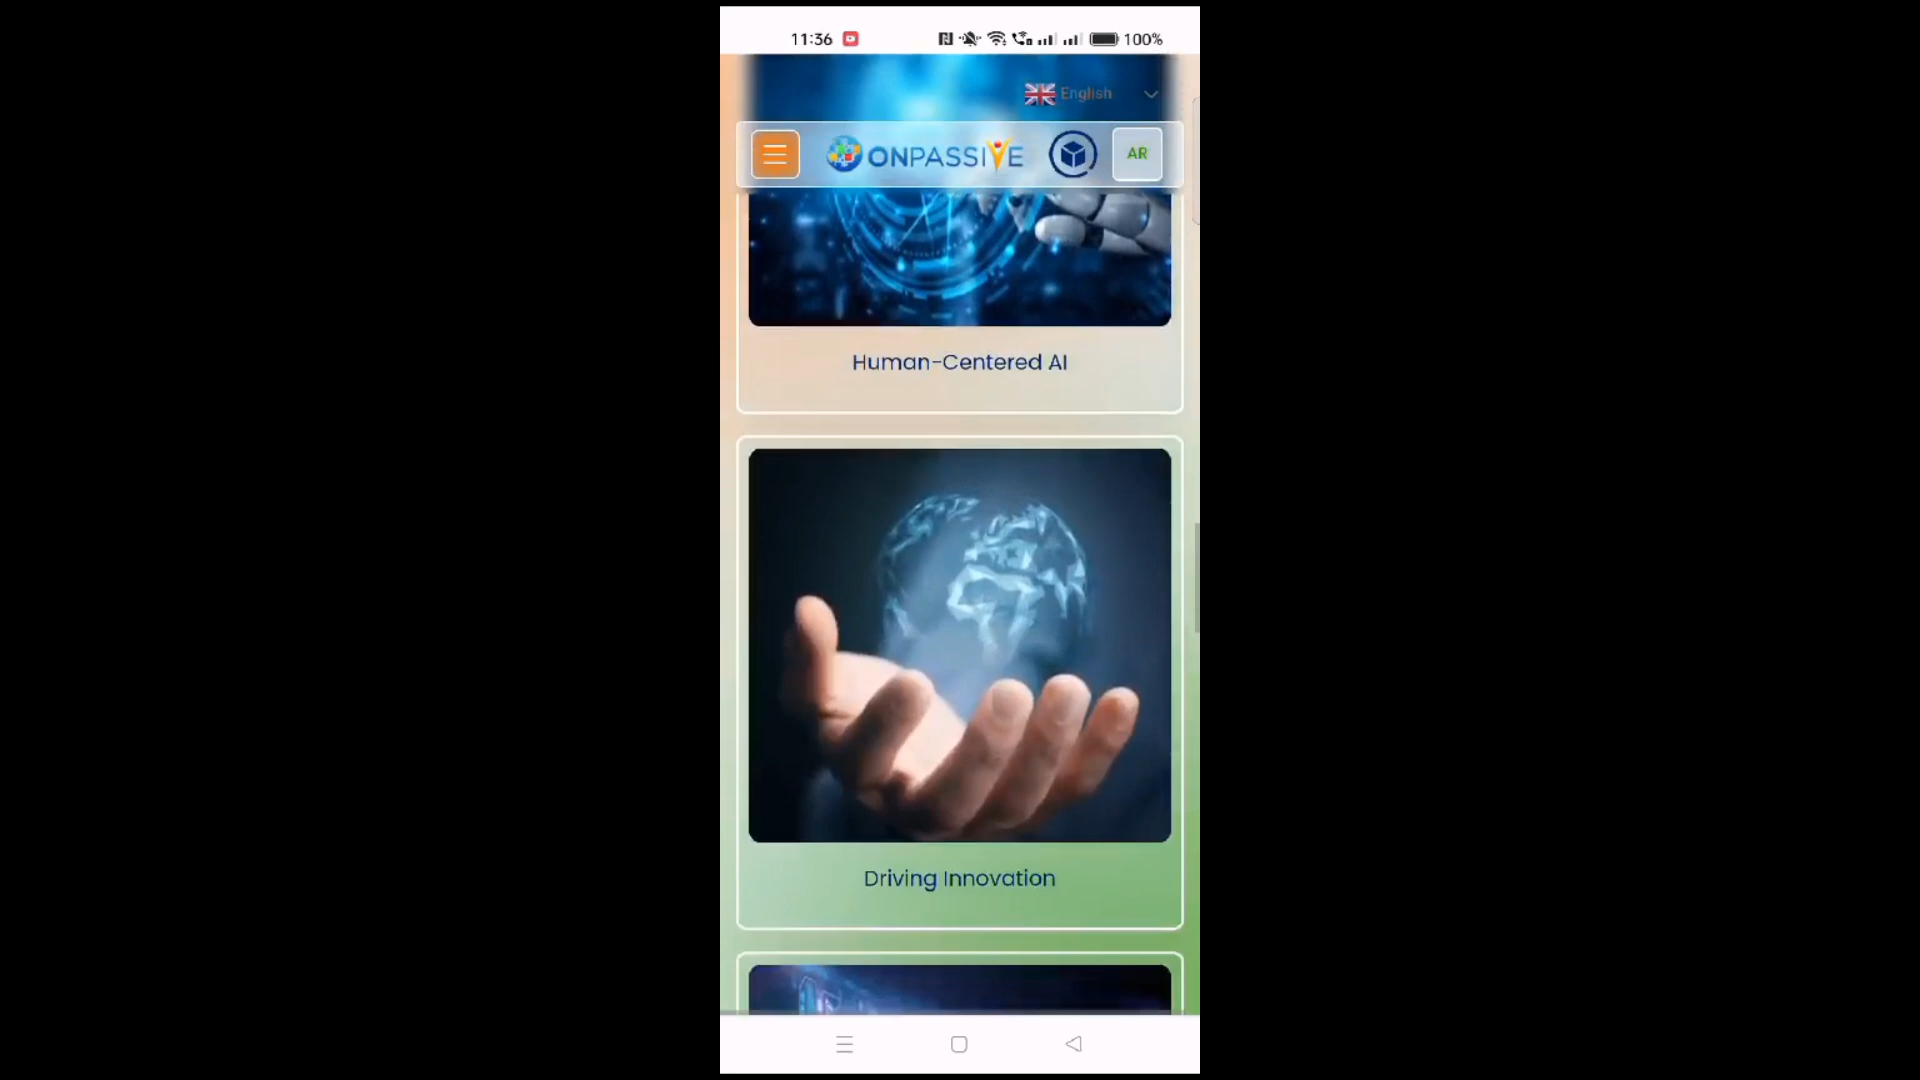 11:36
100%
English
ONPASSIVE
AR
Human-Centered AI
Driving Innovation